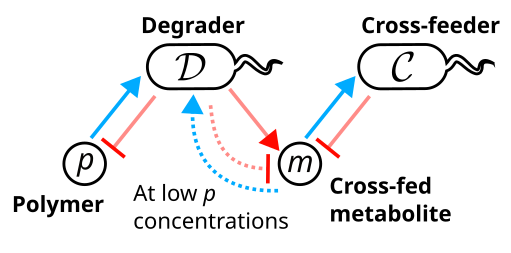 Degrader
Cross-feeder
D
C
p
m
Polymer
At low p
concentrations
Cross-fed
metabolite